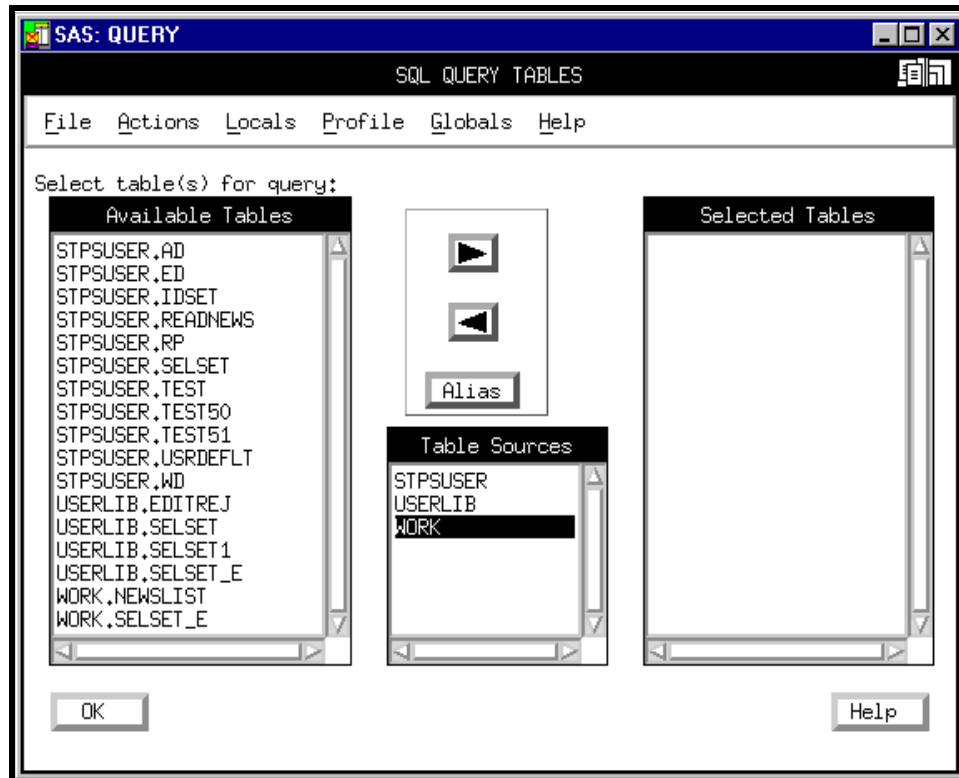 SAS: QUERY
SQL QUERY TABLES
File Actions Locals Profile Globals Help
Select table(s) for query:
Available Tables
STPSUSER.AD
STPSUSER.ED
STPSUSER.IDSET
STPSUSER.READNEWS
STPSUSER.RP
STPSUSER.SELSET
STPSUSER.TEST
STPSUSER.TEST50
STPSUSER.TEST51
STPSUSER.USRDEFLT
STPSUSER.WD
USERLIB.EDITREJ
USERLIB.SELSET
USERLIB.SELSET1
USERLIB.SELSET_E
WORK.NEWSLIST
WORK.SELSET_E
Alias
Table Sources
STPSUSER
USERLIB
WORK
Selected Tables
OK
Help